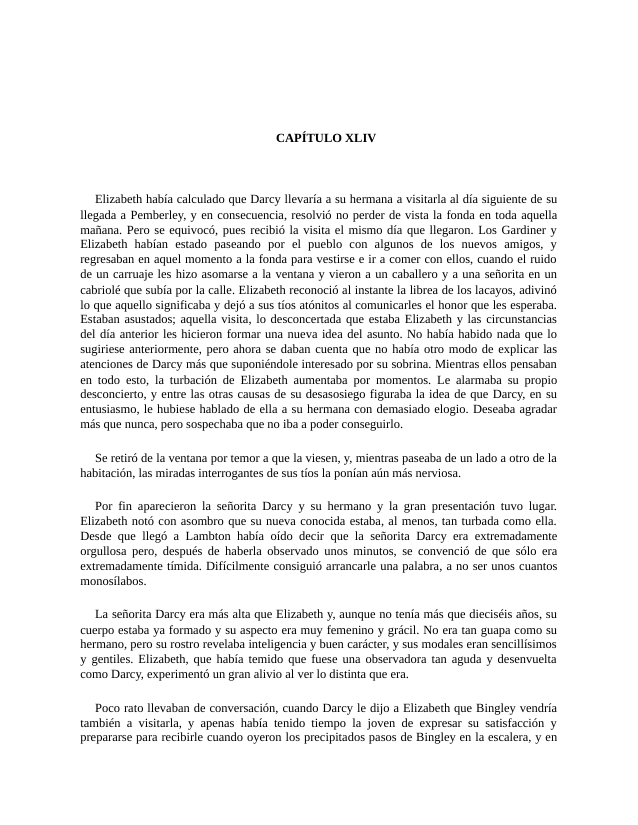 CAPÍTULO XLIV
Elizabeth había calculado que Darcy llevaría a su hermana a visitarla al día siguiente de su
llegada a Pemberley, y en consecuencia, resolvió no perder de vista la fonda en toda aquella
mañana. Pero se equivocó, pues recibió la visita el mismo día que llegaron. Los Gardiner y
Elizabeth habían estado paseando por el pueblo con algunos de los nuevos amigos, y
regresaban en aquel momento a la fonda para vestirse e ir a comer con ellos, cuando el ruido
de un carruaje les hizo asomarse a la ventana y vieron a un caballero y a una señorita en un
cabriolé que subía por la calle. Elizabeth reconoció al instante la librea de los lacayos, adivinó
lo que aquello significaba y dejó a sus tíos atónitos al comunicarles el honor que les esperaba.
Estaban asustados; aquella visita, lo desconcertada que estaba Elizabeth y las circunstancias
del día anterior les hicieron formar una nueva idea del asunto. No había habido nada que lo
sugiriese anteriormente, pero ahora se daban cuenta que no había otro modo de explicar las
atenciones de Darcy más que suponiéndole interesado por su sobrina. Mientras ellos pensaban
en todo esto, la turbación de Elizabeth aumentaba por momentos. Le alarmaba su propio
desconcierto, y entre las otras causas de su desasosiego figuraba la idea de que Darcy, en su
entusiasmo, le hubiese hablado de ella a su hermana con demasiado elogio. Deseaba agradar
más que nunca, pero sospechaba que no iba a poder conseguirlo.
Se retiró de la ventana por temor a que la viesen, y, mientras paseaba de un lado a otro de la
habitación, las miradas interrogantes de sus tíos la ponían aún más nerviosa.
Por fin aparecieron la señorita Darcy y su hermano y la gran presentación tuvo lugar.
Elizabeth notó con asombro que su nueva conocida estaba, al menos, tan turbada como ella.
Desde que llegó a Lambton había oído decir que la señorita Darcy era extremadamente
orgullosa pero, después de haberla observado unos minutos, se convenció de que sólo era
extremadamente tímida. Difícilmente consiguió arrancarle una palabra, a no ser unos cuantos
monosílabos.
La señorita Darcy era más alta que Elizabeth y, aunque no tenía más que dieciséis años, su
cuerpo estaba ya formado y su aspecto era muy femenino y grácil. No era tan guapa como su
hermano, pero su rostro revelaba inteligencia y buen carácter, y sus modales eran sencillísimos
y gentiles. Elizabeth, que había temido que fuese una observadora tan aguda y desenvuelta
como Darcy, experimentó un gran alivio al ver lo distinta que era.
Poco rato llevaban de conversación, cuando Darcy le dijo a Elizabeth que Bingley vendría
también a visitarla, y apenas había tenido tiempo la joven de expresar su satisfacción y
prepararse para recibirle cuando oyeron los precipitados pasos de Bingley en la escalera, y en